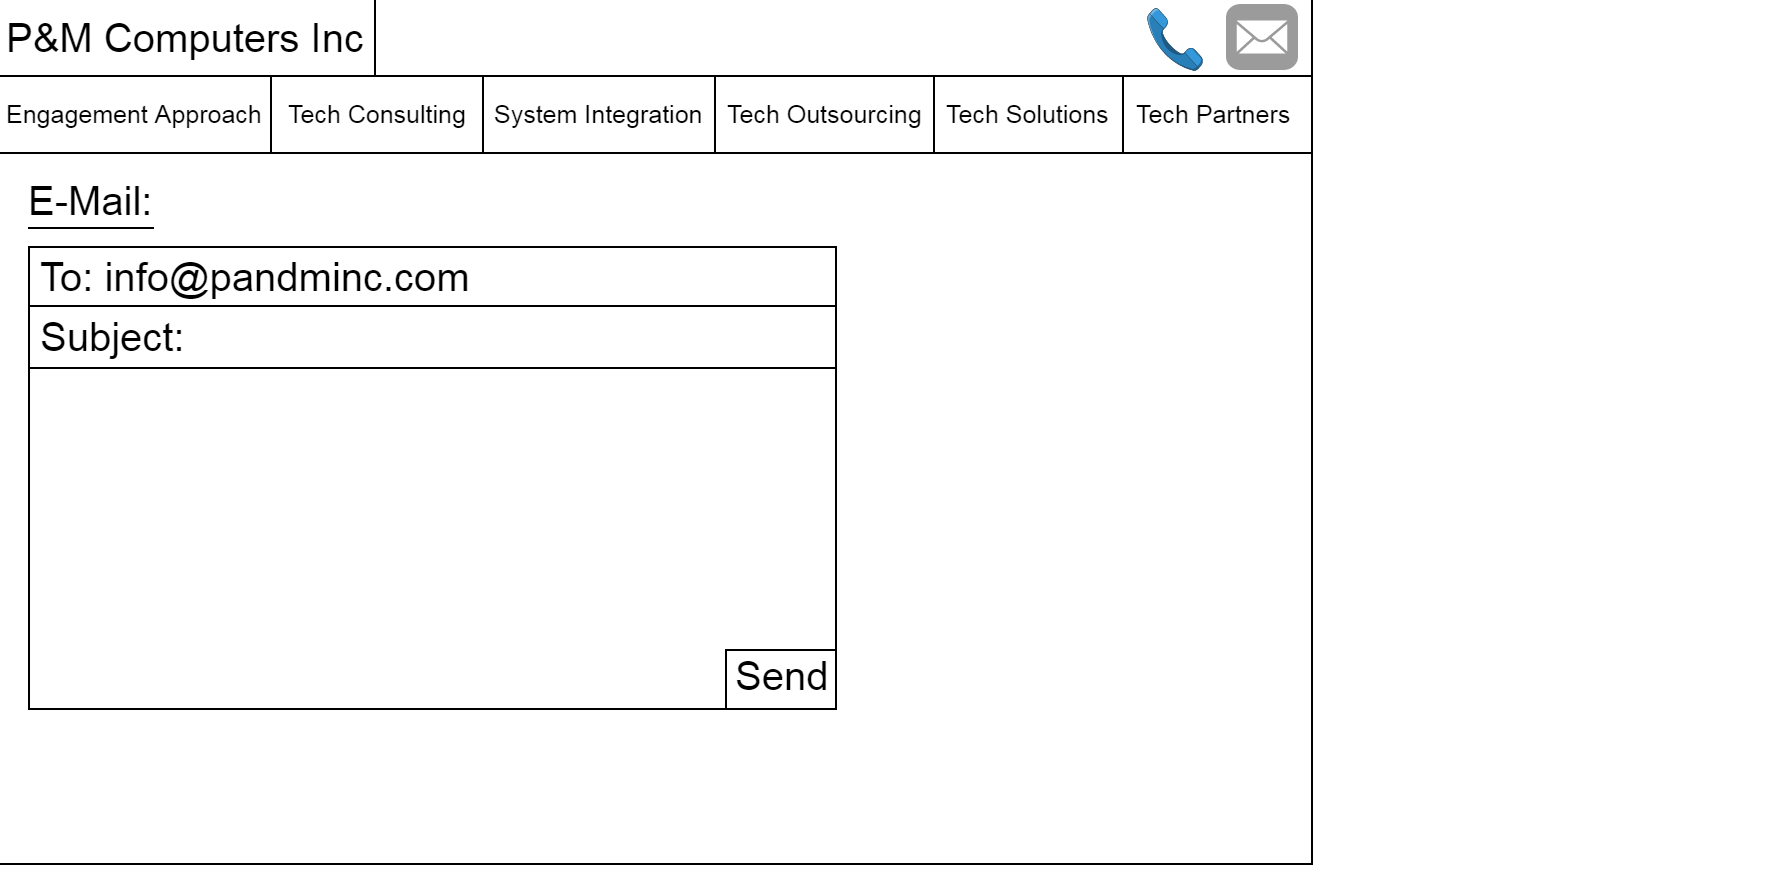 P&M Computers Inc
Engagement Approach Tech Consulting System Integration Tech Outsourcing Tech Solutions Tech Partners
E-Mail:
To: info@pandminc.com
Subject:
Send